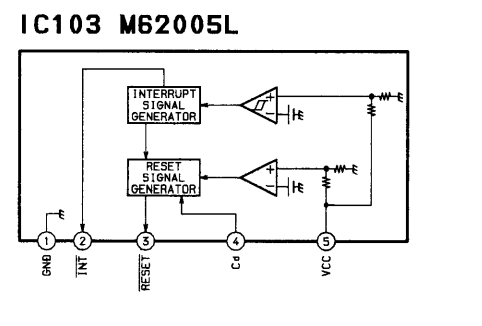 IC103 M62005L
INTERRUPT
SIGNAL
GENERATOR
+
−
RESET
SIGNAL
GENERATOR
+
−
1 2 3 4 5
GND INT RESET Cd VCC